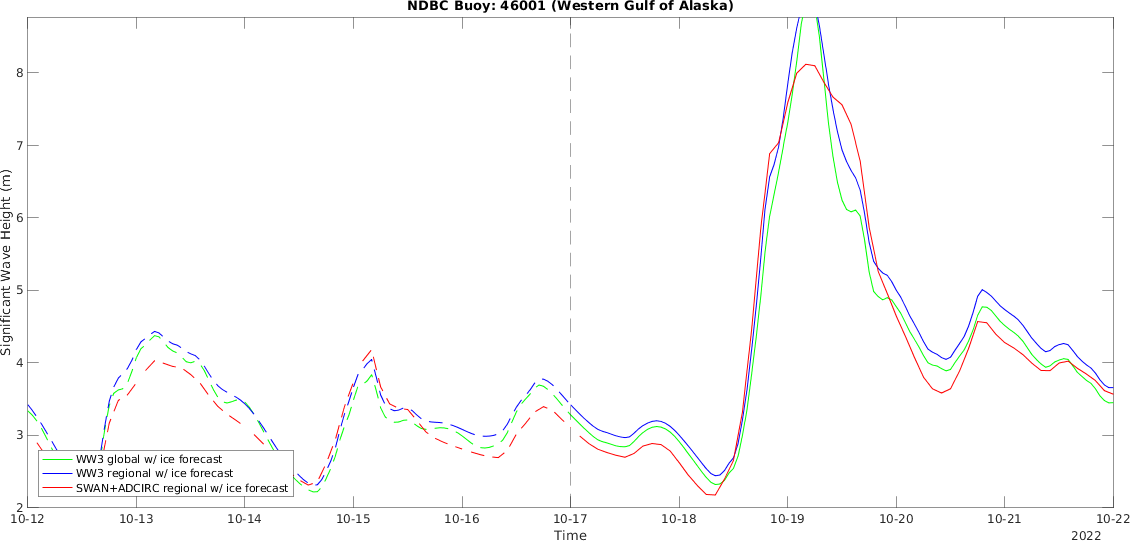 NDBC Buoy: 46001 (Western Gulf of Alaska)
Significant Wave Height (m)
8
7
6
5
4
3
2
WW3 global w/ ice forecast
WW3 regional w/ ice forecast
SWAN+ADCIRC regional w/ ice forecast
10-12 10-13 10-14 10-15 10-16 10-17 10-18 10-19 10-20 10-21 10-22
Time
2022